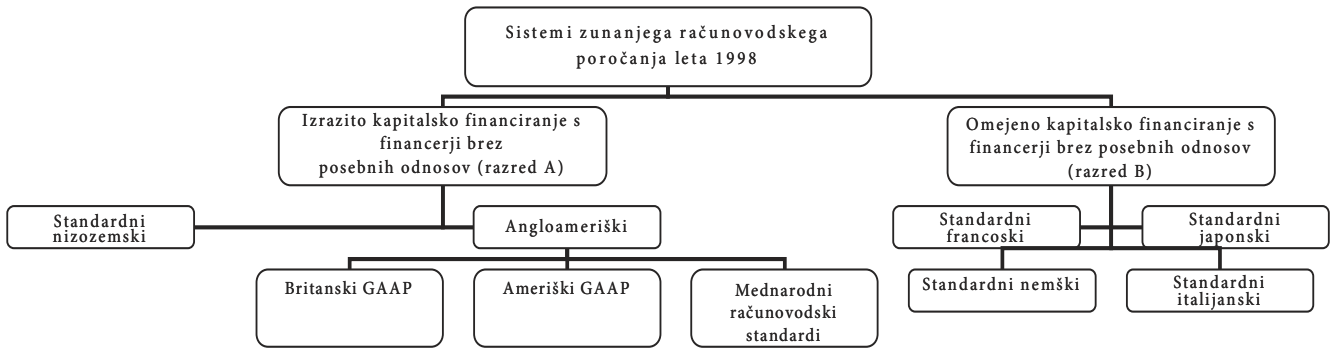 Sistemi zunanjega računovodskega
poročanja leta 1998
Izrazito kapitalsko financiranje s
financerji brez
posebnih odnosov (razred A)
Omejeno kapitalsko financiranje s
financerji brez posebnih odnosov
(razred B)
Standardni
nizozemski
Angloameriški
Standardni
francoski
Standardni
japonski
Britanski GAAP
Ameriški GAAP
Mednarodni
računovodski
standardi
Standardni nemški
Standardni
italijanski